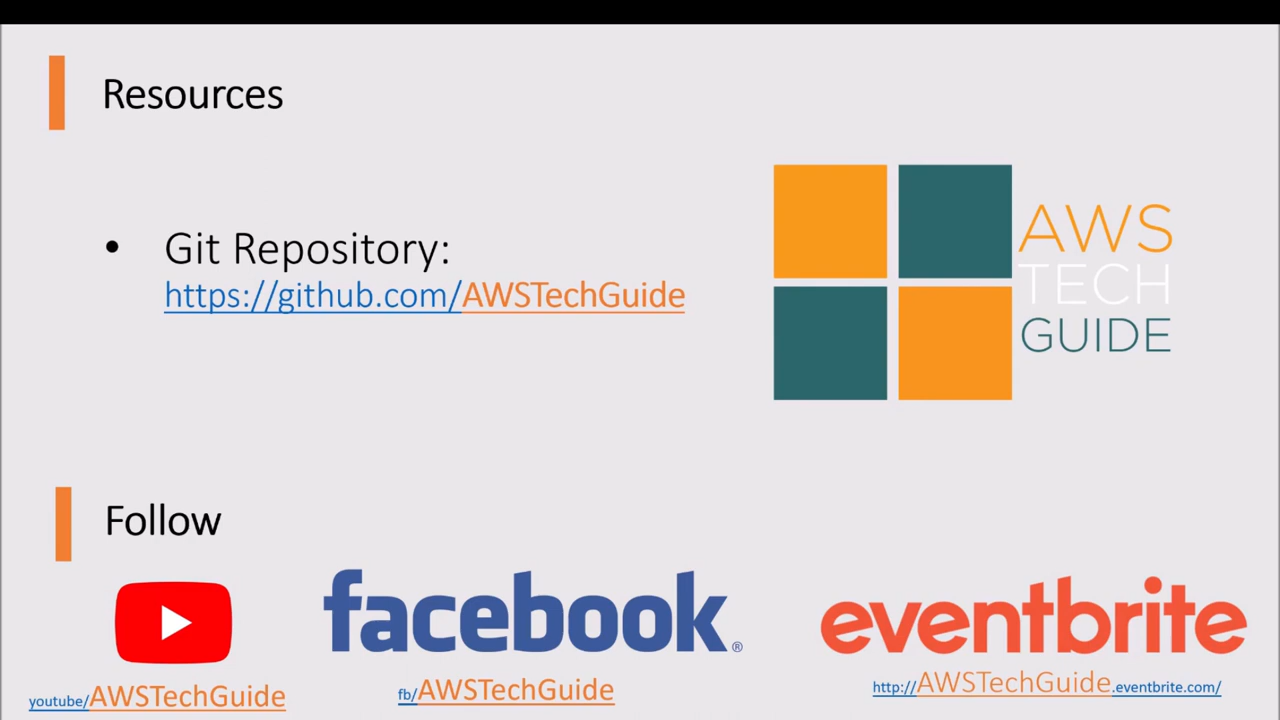 Resources
• Git Repository:
https://github.com/AWSTechGuide
AWS
TECH
GUIDE
Follow
facebook®
eventbrite
youtube/AWSTechGuide
fb/AWSTechGuide
http://AWSTechGuide.eventbrite.com/